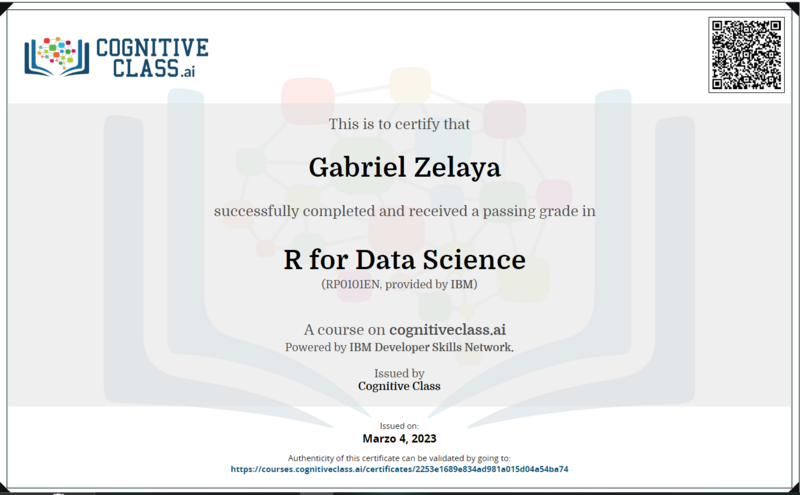 COGNITIVE
CLASS.ai
This is to certify that
Gabriel Zelaya
successfully completed and received a passing grade in
R for Data Science
(RP0101EN, provided by IBM)
A course on cognitiveclass.ai
Powered by IBM Developer Skills Network.
Issued by
Cognitive Class
Issued on:
Marzo 4, 2023
Authenticity of this certificate can be validated by going to:
https://courses.cognitiveclass.ai/certificates/2253e1689e834ad981a015d04a54ba74